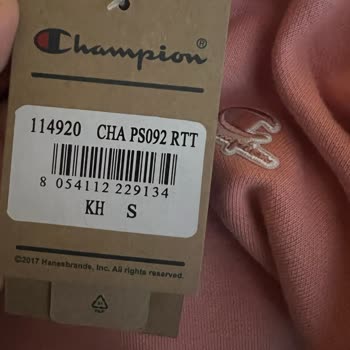 Champion®
114920 CHA PS092 RTT
8 054112 229134
KH S
©2017 Hanesbrands, Inc. All rights reserved.